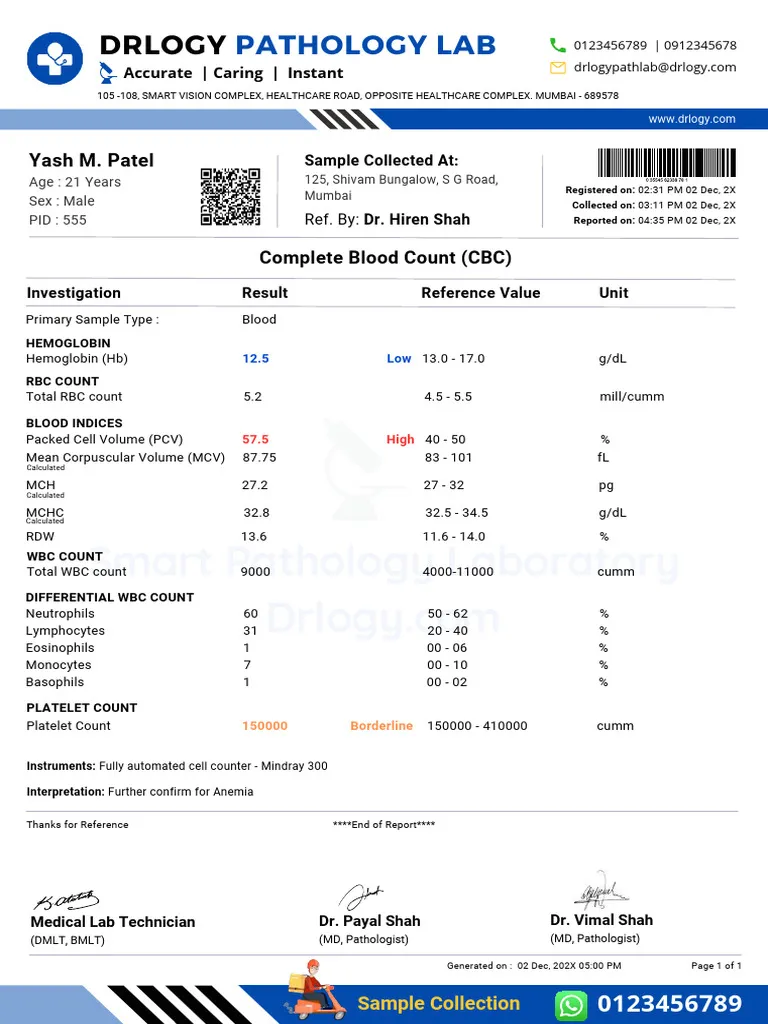 DRLOGY PATHOLOGY LAB
Accurate | Caring | Instant
0123456789 | 0912345678
drlogypathlab@drlogy.com
105 -108, SMART VISION COMPLEX, HEALTHCARE ROAD, OPPOSITE HEALTHCARE COMPLEX. MUMBAI - 689578
www.drlogy.com
Yash M. Patel
Age : 21 Years
Sex : Male
PID : 555
Sample Collected At:
125, Shivam Bungalow, S G Road,
Mumbai
Ref. By: Dr. Hiren Shah
Registered on: 02:31 PM 02 Dec, 2X
Collected on: 03:11 PM 02 Dec, 2X
Reported on: 04:35 PM 02 Dec, 2X
Complete Blood Count (CBC)
Investigation Result Reference Value Unit
Primary Sample Type : Blood
HEMOGLOBIN
Hemoglobin (Hb) 12.5 Low 13.0 - 17.0 g/dL
RBC COUNT
Total RBC count 5.2 4.5 - 5.5 mill/cumm
BLOOD INDICES
Packed Cell Volume (PCV) 57.5 High 40 - 50 %
Mean Corpuscular Volume (MCV) 87.75 83 - 101 fL
Calculated
MCH 27.2 27 - 32 pg
Calculated
MCHC 32.8 32.5 - 34.5 g/dL
Calculated
RDW 13.6 11.6 - 14.0 %
WBC COUNT
Total WBC count 9000 4000-11000 cumm
Smart Pathology Laboratory
Drlogy.com
DIFFERENTIAL WBC COUNT
Neutrophils 60 50 - 62 %
Lymphocytes 31 20 - 40 %
Eosinophils 1 00 - 06 %
Monocytes 7 00 - 10 %
Basophils 1 00 - 02 %
PLATELET COUNT
Platelet Count 150000 Borderline 150000 - 410000 cumm
Instruments: Fully automated cell counter - Mindray 300
Interpretation: Further confirm for Anemia
Thanks for Reference ****End of Report****
Medical Lab Technician
(DMLT, BMLT)
Dr. Payal Shah
(MD, Pathologist)
Dr. Vimal Shah
(MD, Pathologist)
Generated on : 02 Dec, 202X 05:00 PM Page 1 of 1
Sample Collection 0123456789